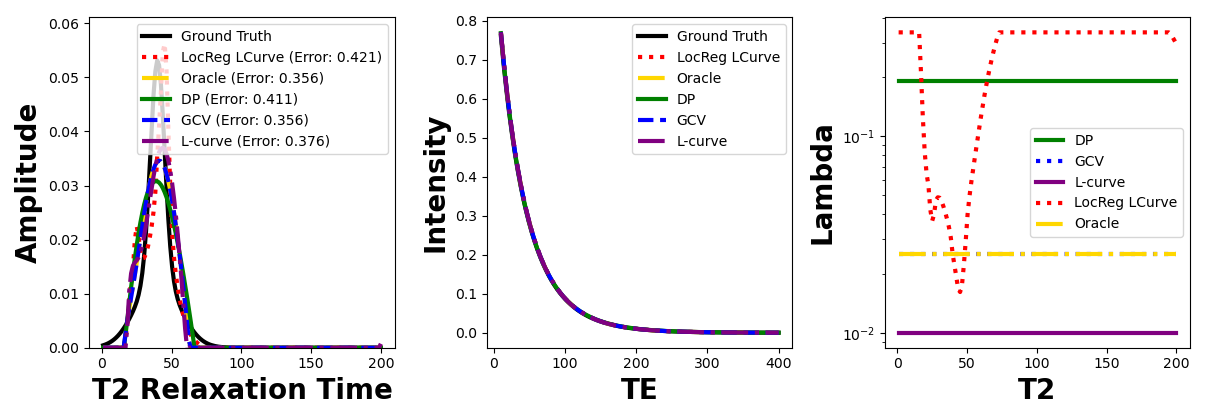 Amplitude
0.06
0.05
0.04
0.03
0.02
0.01
0.00
0
50
100
150
200
T2 Relaxation Time
Ground Truth
LocReg LCurve (Error: 0.421)
Oracle (Error: 0.356)
DP (Error: 0.411)
GCV (Error: 0.356)
L-curve (Error: 0.376)
Intensity
0.8
0.7
0.6
0.5
0.4
0.3
0.2
0.1
0.0
0
100
200
300
400
TE
Ground Truth
LocReg LCurve
Oracle
DP
GCV
L-curve
Lambda
10⁻¹
10⁻²
0
50
100
150
200
T2
DP
GCV
L-curve
LocReg LCurve
Oracle